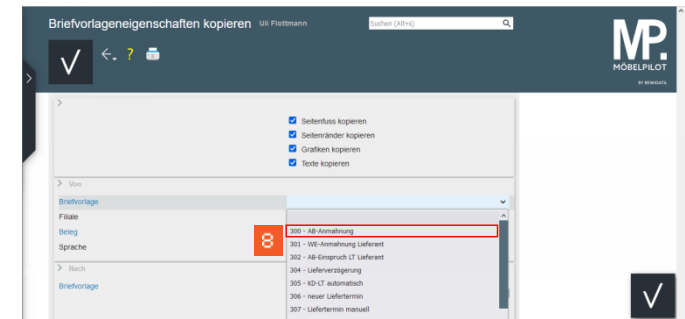 Briefvorlageneigenschaften kopieren Uli Flottmann
Suchen (Alt+s)
MP.
MÖBELPILOT
BY BEMIDATA
Seitenfuss kopieren
Seitenränder kopieren
Grafiken kopieren
Texte kopieren
Von
Briefvorlage
Filiale
Beleg
Sprache
8
300 - AB-Anmahnung
301 - WE-Anmahnung Lieferant
302 - AB-Einspruch LT Lieferant
304 - Lieferverzögerung
305 - KD-LT automatisch
306 - neuer Liefertermin
307 - Liefertermin manuell
Nach
Briefvorlage